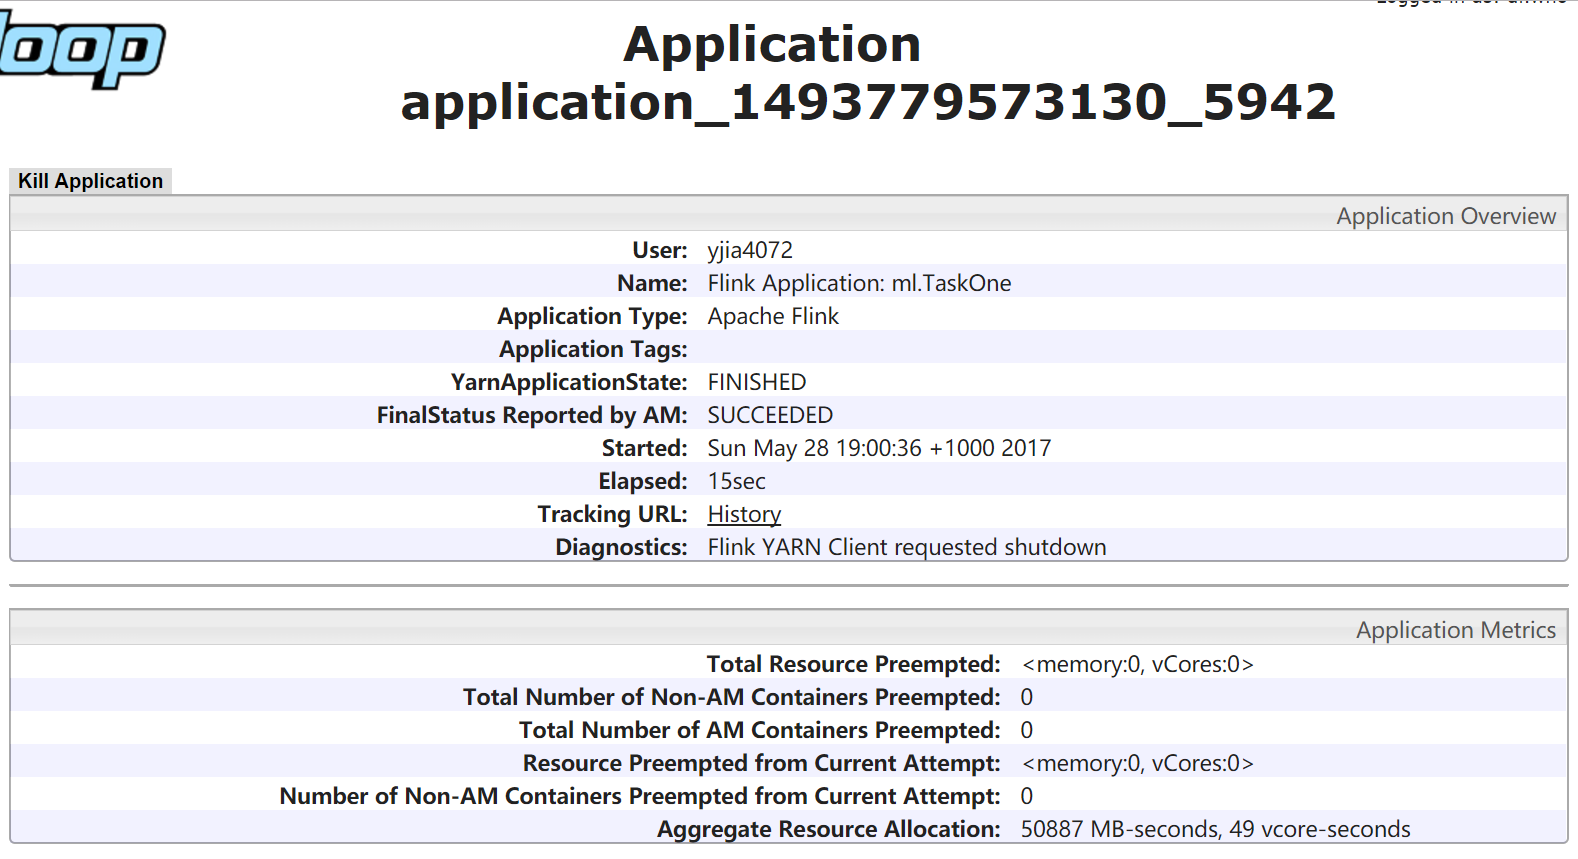 loop
Application
application_1493779573130_5942
Kill Application
Application Overview
User: yjia4072
Name: Flink Application: ml.TaskOne
Application Type: Apache Flink
Application Tags:
YarnApplicationState: FINISHED
FinalStatus Reported by AM: SUCCEEDED
Started: Sun May 28 19:00:36 +1000 2017
Elapsed: 15sec
Tracking URL: History
Diagnostics: Flink YARN Client requested shutdown
Application Metrics
Total Resource Preempted: <memory:0, vCores:0>
Total Number of Non-AM Containers Preempted: 0
Total Number of AM Containers Preempted: 0
Resource Preempted from Current Attempt: <memory:0, vCores:0>
Number of Non-AM Containers Preempted from Current Attempt: 0
Aggregate Resource Allocation: 50887 MB-seconds, 49 vcore-seconds